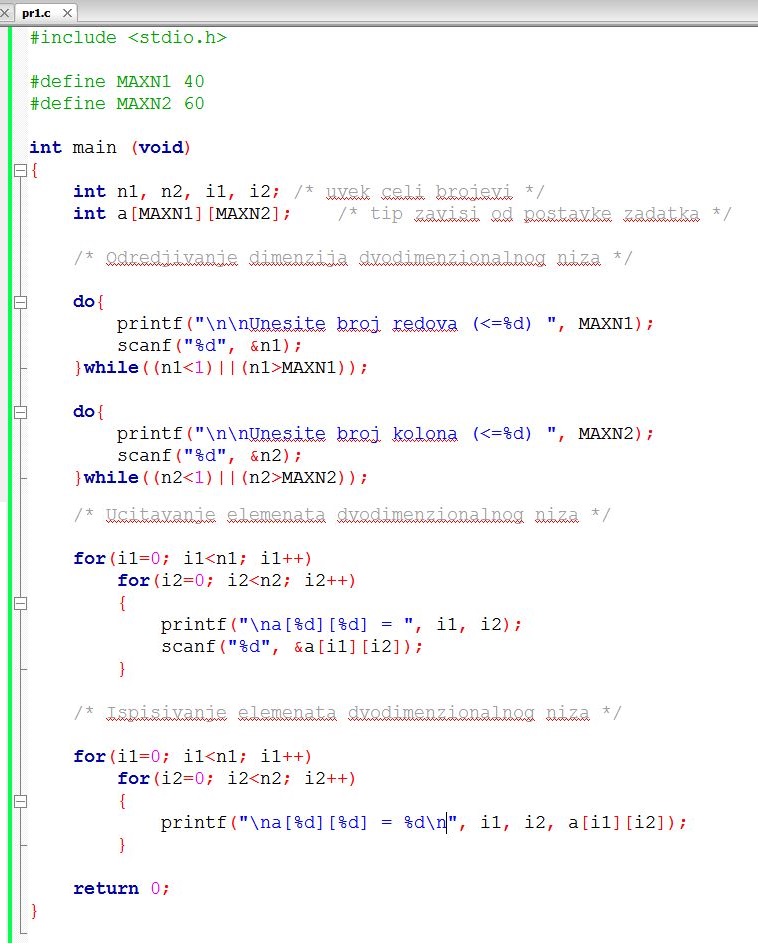 pr1.c
#include <stdio.h>
#define MAXN1 40
#define MAXN2 60
int main (void)
{
int n1, n2, i1, i2; /* uvek celi brojevi */
int a[MAXN1][MAXN2]; /* tip zavisi od postavke zadatka */
/* Odredjivanje dimenzija dvodimenzionalnog niza */
do{
printf("\n\nUnesite broj redova (<=%d) ", MAXN1);
scanf("%d", &n1);
}while((n1<1)||(n1>MAXN1));
do{
printf("\n\nUnesite broj kolona (<=%d) ", MAXN2);
scanf("%d", &n2);
}while((n2<1)||(n2>MAXN2));
/* Ucitavanje elemenata dvodimenzionalnog niza */
for(i1=0; i1<n1; i1++)
for(i2=0; i2<n2; i2++)
{
printf("\na[%d][%d] = ", i1, i2);
scanf("%d", &a[i1][i2]);
}
/* Ispisivanje elemenata dvodimenzionalnog niza */
for(i1=0; i1<n1; i1++)
for(i2=0; i2<n2; i2++)
{
printf("\na[%d][%d] = %d\n", i1, i2, a[i1][i2]);
}
return 0;
}